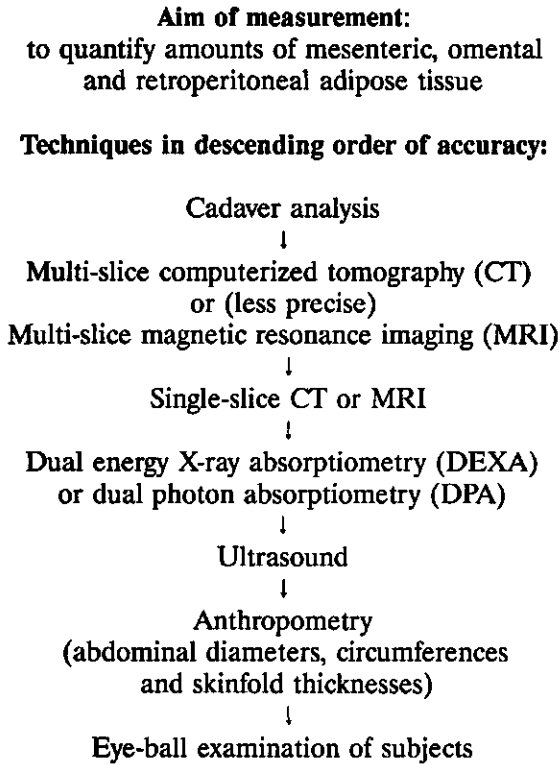 Aim of measurement:
to quantify amounts of mesenteric, omental
and retroperitoneal adipose tissue
Techniques in descending order of accuracy:
Cadaver analysis
↓
Multi-slice computerized tomography (CT)
or (less precise)
Multi-slice magnetic resonance imaging (MRI)
↓
Single-slice CT or MRI
↓
Dual energy X-ray absorptiometry (DEXA)
or dual photon absorptiometry (DPA)
↓
Ultrasound
↓
Anthropometry
(abdominal diameters, circumferences
and skinfold thicknesses)
↓
Eye-ball examination of subjects